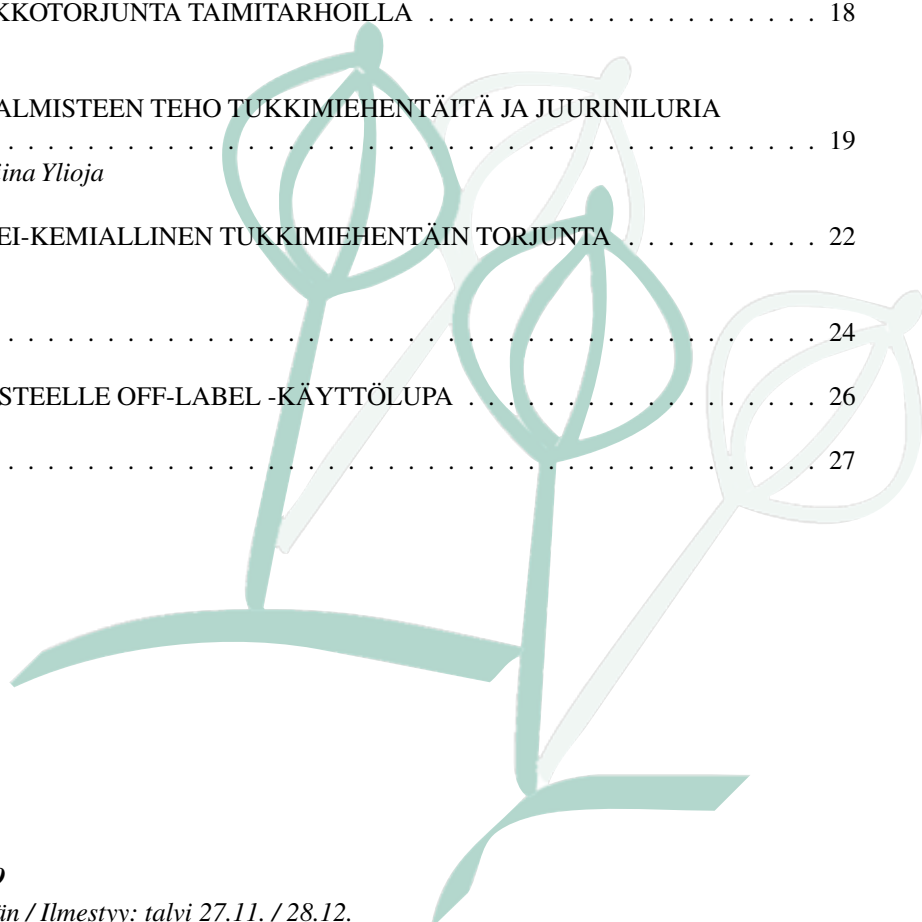 KKOTORJUNTA TAIMITARHOILLA . . . . . . . . . . . . . . . . . . . . . 18
ALMISTEEN TEHO TUKKIMIEHENTÄITÄ JA JUURINILURIA
. . . . . . . . . . . . . . . . . . . . . . . . . . . . . . . . . . . . . . . . . 19
ina Ylioja
EI-KEMIALLINEN TUKKIMIEHENTÄIN TORJUNTA . . . . . . . . . . . 22
. . . . . . . . . . . . . . . . . . . . . . . . . . . . . . . . . . . . . . . . . 24
STEELLE OFF-LABEL -KÄYTTÖLUPA . . . . . . . . . . . . . . . . . . 26
. . . . . . . . . . . . . . . . . . . . . . . . . . . . . . . . . . . . . . . . . 27
än / Ilmestyy: talvi 27.11. / 28.12.